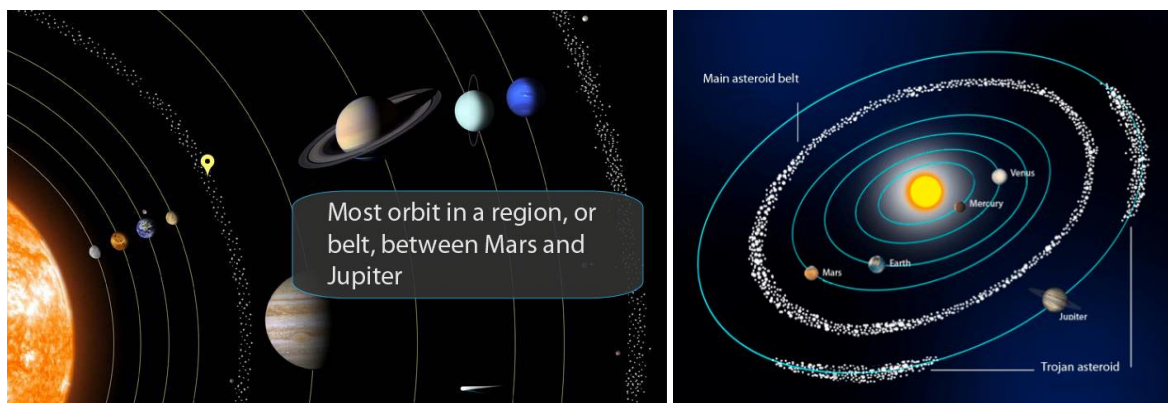 Most orbit in a region, or
belt, between Mars and
Jupiter
Main asteroid belt
Venus
Mercury
Earth
Mars
Jupiter
Trojan asteroid